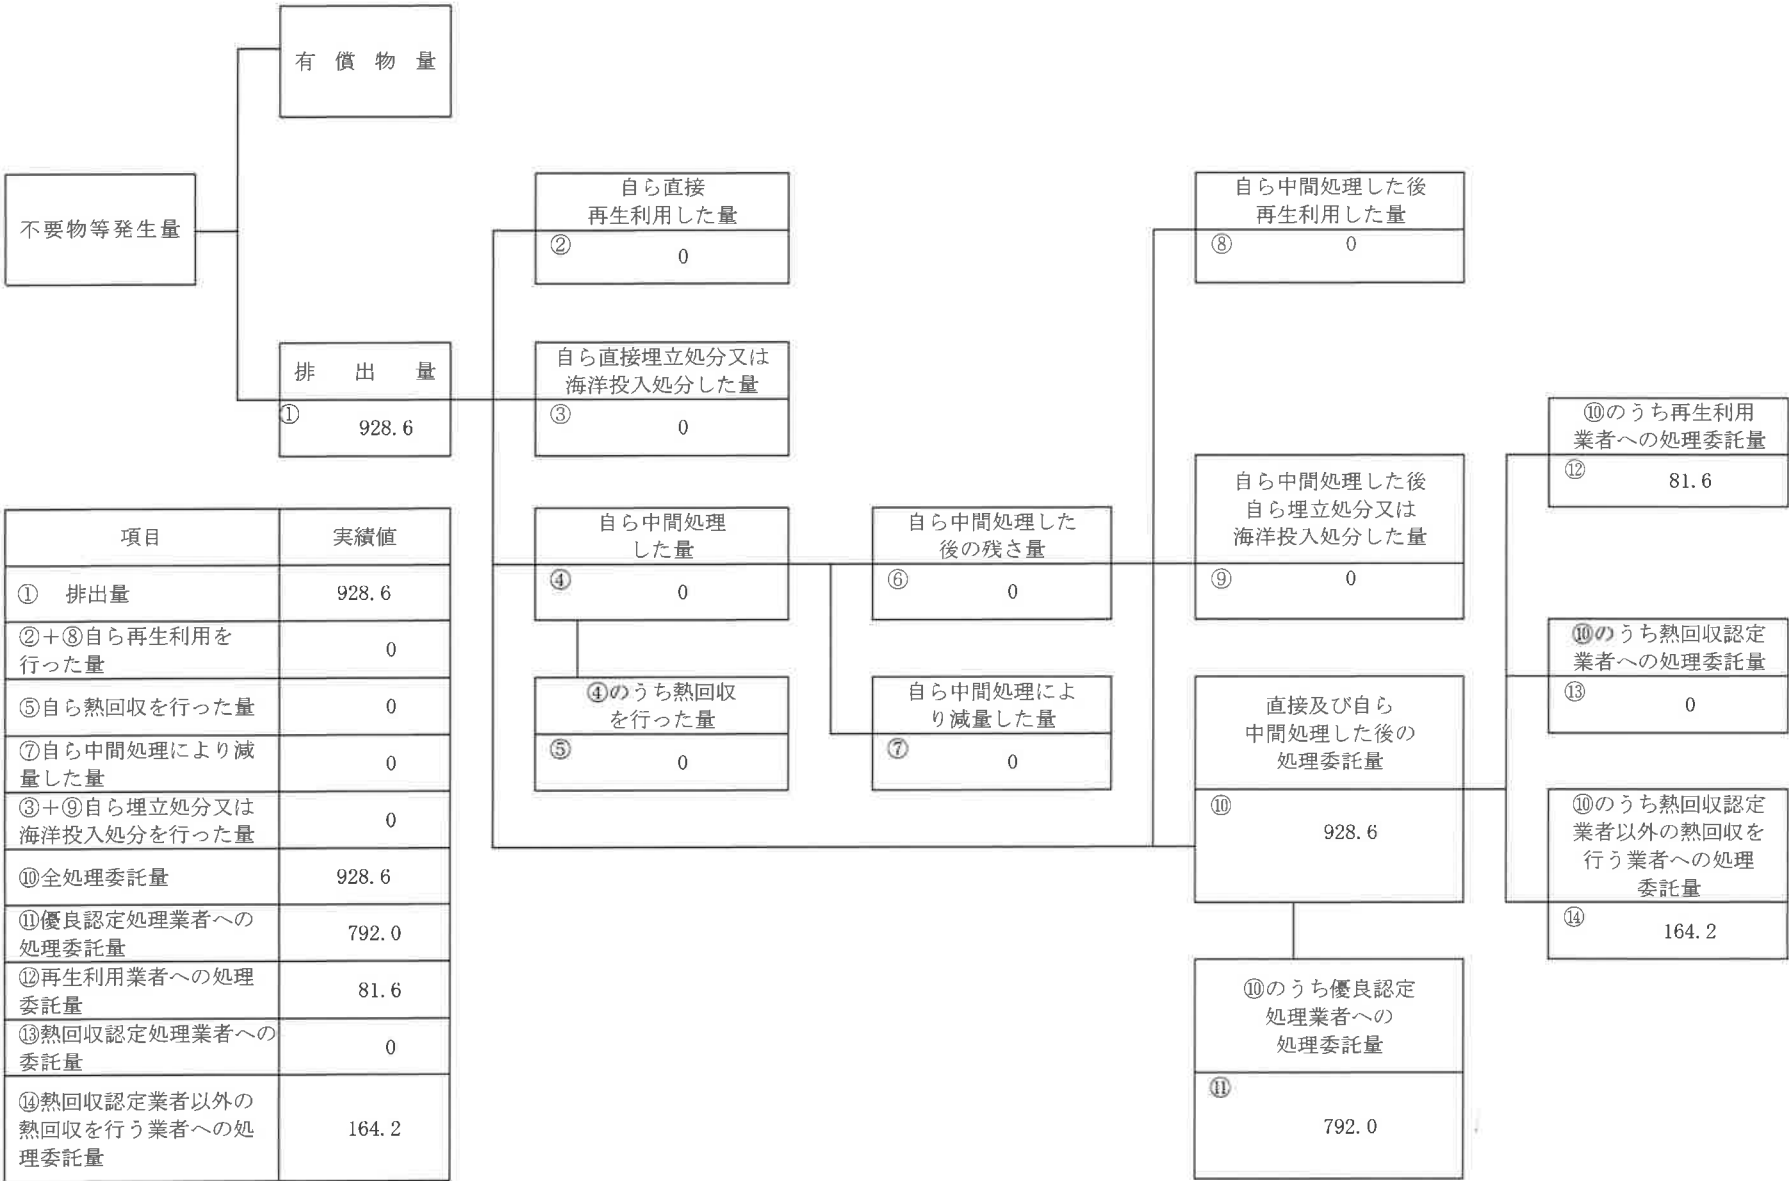 有 償 物 量
不要物等発生量
排 出 量
① 928.6
自ら直接
再生利用した量
② 0
自ら直接埋立処分又は
海洋投入処分した量
③ 0
自ら中間処理
した量
④ 0
④のうち熱回収
を行った量
⑤ 0
自ら中間処理した
後の残さ量
⑥ 0
自ら中間処理によ
り減量した量
⑦ 0
自ら中間処理した後
再生利用した量
⑧ 0
自ら中間処理した後
自ら埋立処分又は
海洋投入処分した量
⑨ 0
直接及び自ら
中間処理した後の
処理委託量
⑩ 928.6
⑩のうち優良認定
処理業者への
処理委託量
⑪ 792.0
⑩のうち再生利用
業者への処理委託量
⑫ 81.6
⑩のうち熱回収認定
業者への処理委託量
⑬ 0
⑩のうち熱回収認定
業者以外の熱回収を
行う業者への処理
委託量
⑭ 164.2
項目 実績値
① 排出量 928.6
②+⑧自ら再生利用を
行った量 0
⑤自ら熱回収を行った量 0
⑦自ら中間処理により減
量した量 0
③+⑨自ら埋立処分又は
海洋投入処分を行った量 0
⑩全処理委託量 928.6
⑪優良認定処理業者への
処理委託量 792.0
⑫再生利用業者への処理
委託量 81.6
⑬熱回収認定処理業者への
委託量 0
⑭熱回収認定業者以外の
熱回収を行う業者への処
理委託量 164.2